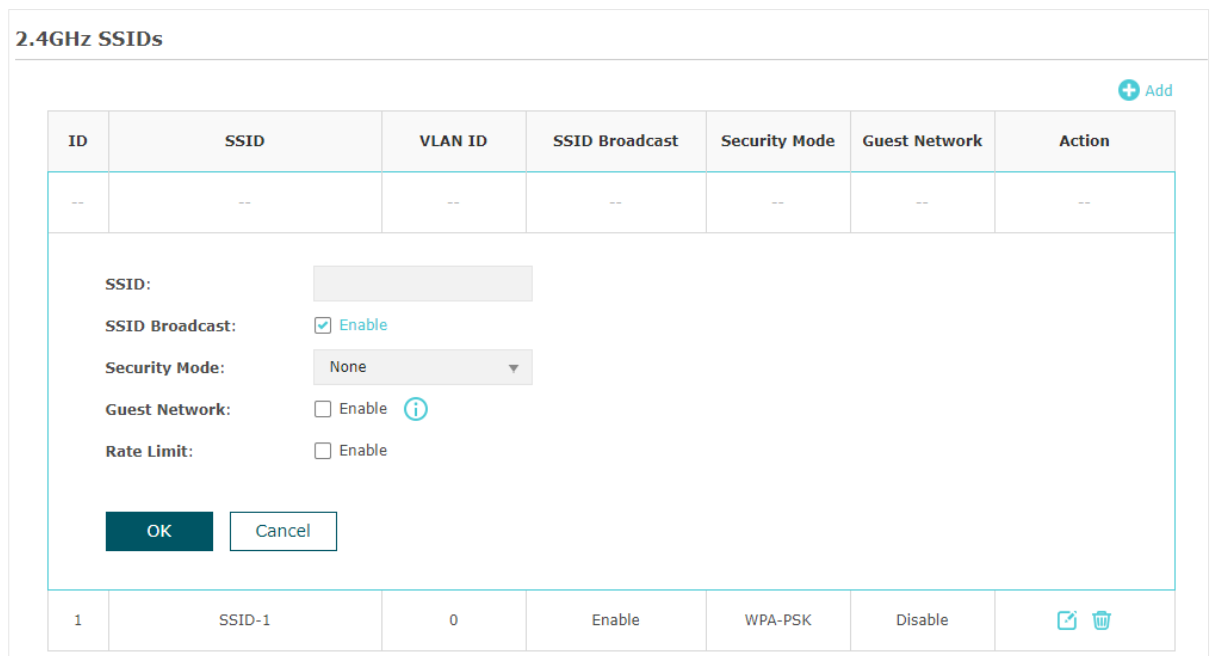 2.4GHz SSIDs
Add
ID SSID VLAN ID SSID Broadcast Security Mode Guest Network Action
-- -- -- -- -- -- --
SSID:
SSID Broadcast: Enable
Security Mode: None
Guest Network: Enable
Rate Limit: Enable
OK Cancel
1 SSID-1 0 Enable WPA-PSK Disable